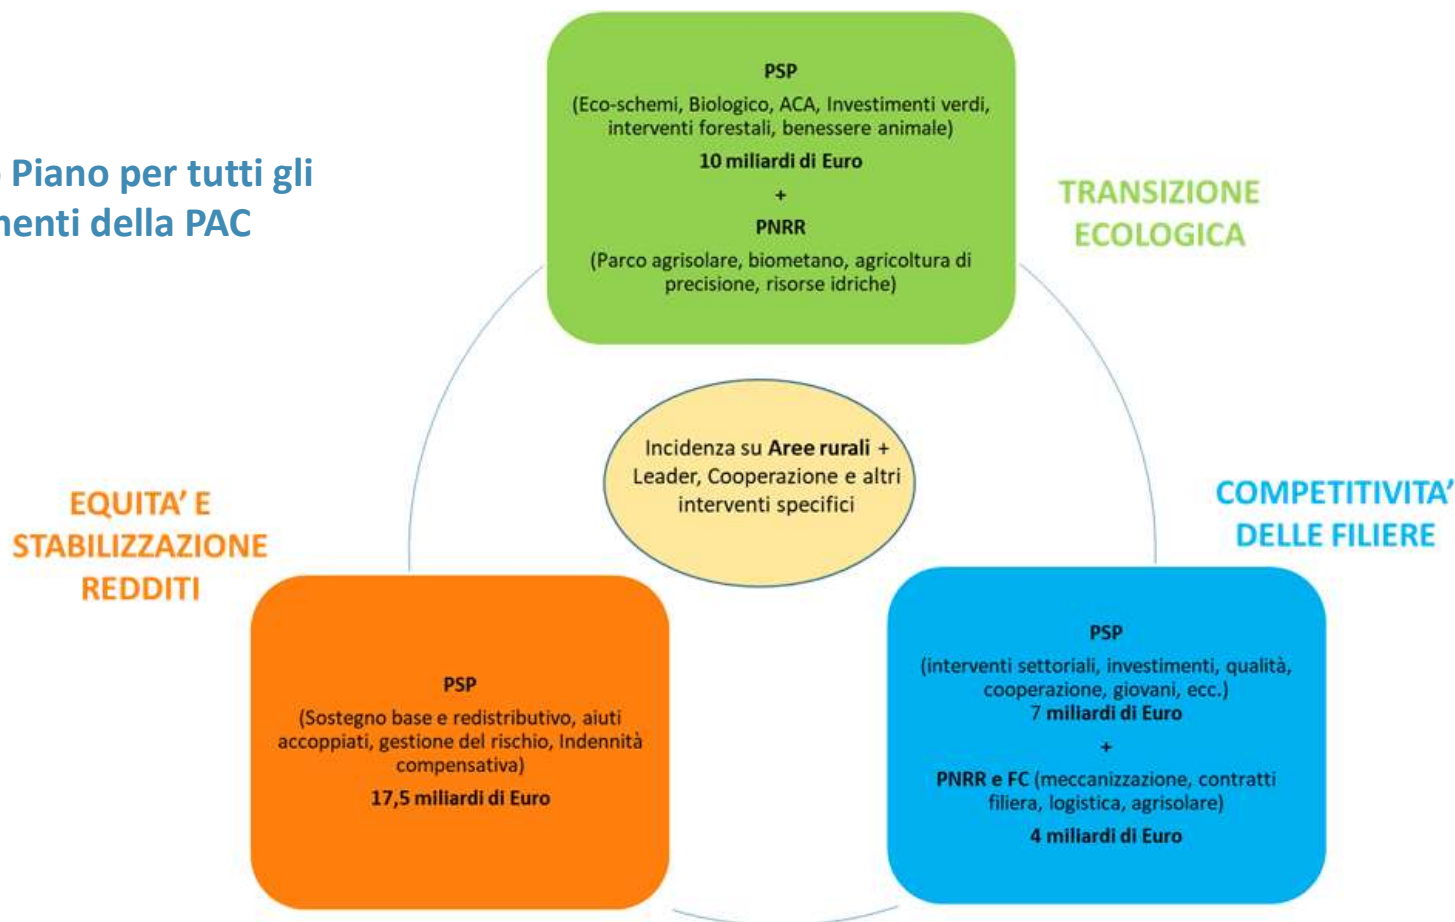 Piano per tutti gli
della PAC
PSP
(Eco-schemi, Biologico, ACA, Investimenti verdi,
interventi forestali, benessere animale)
10 miliardi di Euro
+
PNRR
(Parco agrisolare, biometano, agricoltura di
precisione, risorse idriche)
TRANSIZIONE
ECOLOGICA
Incidenza su Aree rurali +
Leader, Cooperazione e altri
interventi specifici
EQUITA’ E
STABILIZZAZIONE
REDDITI
COMPETITIVITA’
DELLE FILIERE
PSP
(Sostegno base e redistributivo, aiuti
accoppiati, gestione del rischio, Indennità
compensativa)
17,5 miliardi di Euro
PSP
(interventi settoriali, investimenti, qualità,
cooperazione, giovani, ecc.)
7 miliardi di Euro
+
PNRR e FC (meccanizzazione, contratti
filiera, logistica, agrisolare)
4 miliardi di Euro